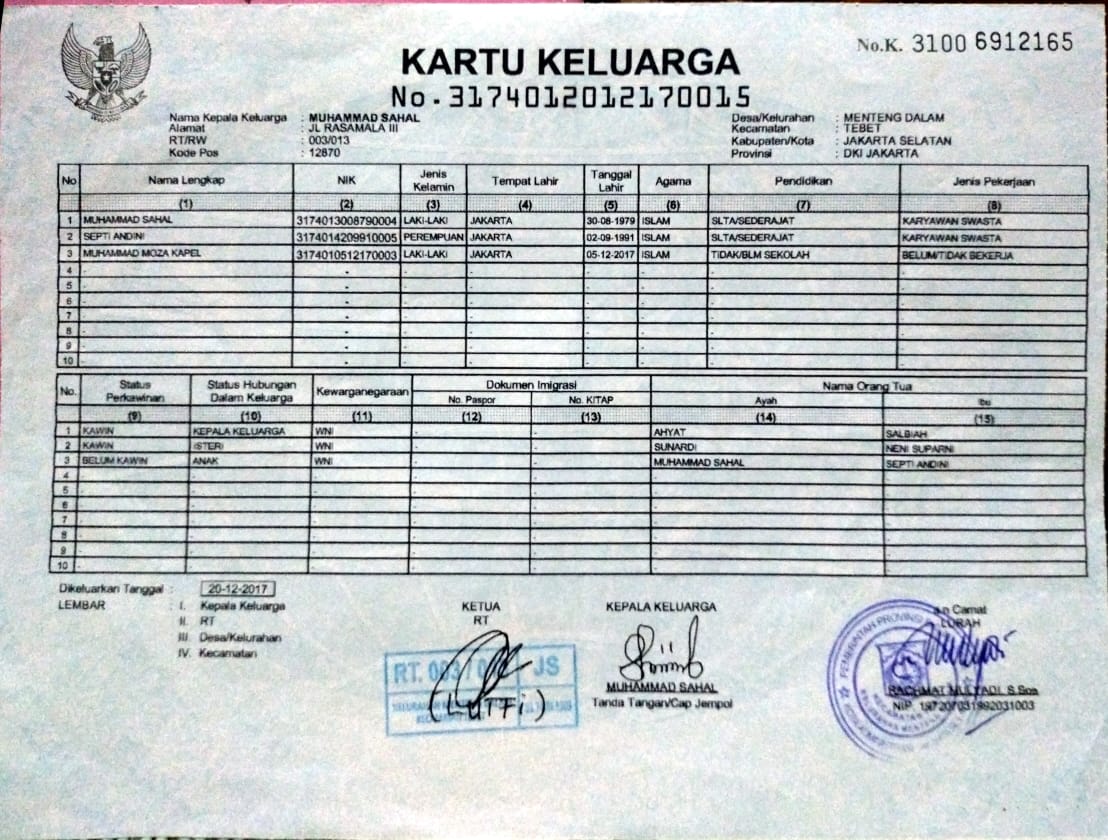 No.K. 3100 6912165
KARTU KELUARGA
No.3174012012170015
Nama Kepala Keluarga : MUHAMMAD SAHAL
Alamat : JL RASAMALA III
RT/RW : 003/013
Kode Pos : 12870
Desa/Kelurahan : MENTENG DALAM
Kecamatan : TEBET
Kabupaten/Kota : JAKARTA SELATAN
Provinsi : DKI JAKARTA
No Nama Lengkap NIK Jenis Kelamin Tempat Lahir Tanggal Lahir Agama Pendidikan Jenis Pekerjaan
(1) (2) (3) (4) (5) (6) (7) (8)
1 MUHAMMAD SAHAL 3174013008790004 LAKI-LAKI JAKARTA 30-08-1979 ISLAM SLTA/SEDERAJAT KARYAWAN SWASTA
2 SEPTI ANDINI 3174014209910005 PEREMPUAN JAKARTA 02-09-1991 ISLAM SLTA/SEDERAJAT KARYAWAN SWASTA
3 MUHAMMAD MOZA KAPEL 3174010512170003 LAKI-LAKI JAKARTA 05-12-2017 ISLAM TIDAK/BLM SEKOLAH BELUM/TIDAK BEKERJA
4 - - - - - - - -
5 - - - - - - - -
6 - - - - - - - -
7 - - - - - - - -
8 - - - - - - - -
9 - - - - - - - -
10 - - - - - - - -
No. Status Perkawinan Status Hubungan Dalam Keluarga Kewarganegaraan Dokumen Imigrasi Nama Orang Tua
No. Paspor No. KITAP Ayah Ibu
(9) (10) (11) (12) (13) (14) (15)
1 KAWIN KEPALA KELUARGA WNI - - AHYAT SALBIAH
2 KAWIN ISTERI WNI - - SUNARDI NENI SUPARNI
3 BELUM KAWIN ANAK WNI - - MUHAMMAD SAHAL SEPTI ANDINI
4 - - - - - - -
5 - - - - - - -
6 - - - - - - -
7 - - - - - - -
8 - - - - - - -
9 - - - - - - -
10 - - - - - - -
Dikeluarkan Tanggal : 20-12-2017
LEMBAR : I. Kepala Keluarga
II. RT
III. Desa/Kelurahan
IV. Kecamatan
KETUA
RT
RT. 003/0 JS
(LUTFI)
KEPALA KELUARGA
MUHAMMAD SAHAL
Tanda Tangan/Cap Jempol
a.n Camat
LURAH
PEMERINTAH PROVINSI
RACHMAT MULYADI, S.Sos
NIP. 197207031992031003